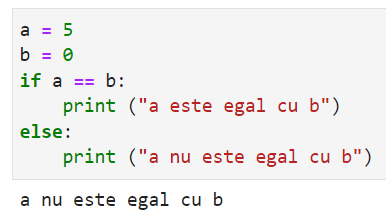 a = 5
b = 0
if a == b:
    print ("a este egal cu b")
else:
    print ("a nu este egal cu b")
a nu este egal cu b